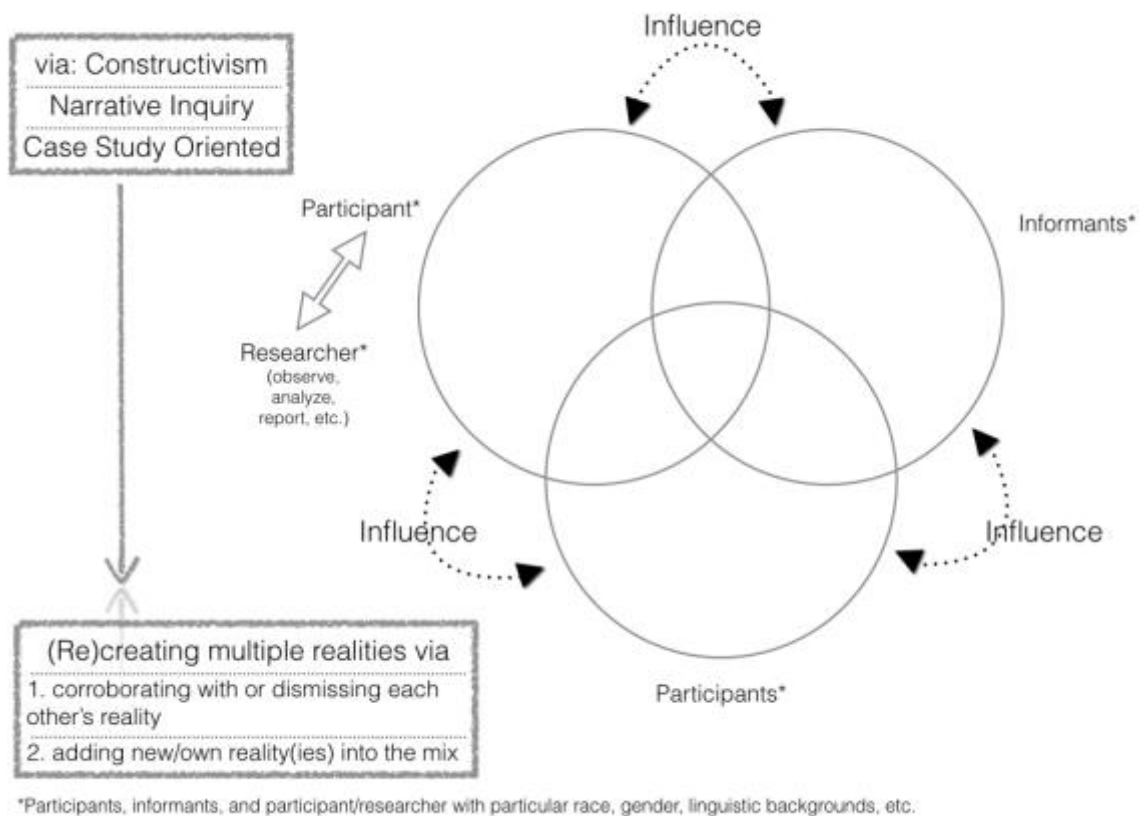 Influence
via: Constructivism
Narrative Inquiry
Case Study Oriented
Participant*
Informants*
Researcher*
(observe,
analyze,
report, etc.)
Influence
Influence
(Re)creating multiple realities via
1. corroborating with or dismissing each
other's reality
2. adding new/own reality(ies) into the mix
Participants*
*Participants, informants, and participant/researcher with particular race, gender, linguistic backgrounds, etc.